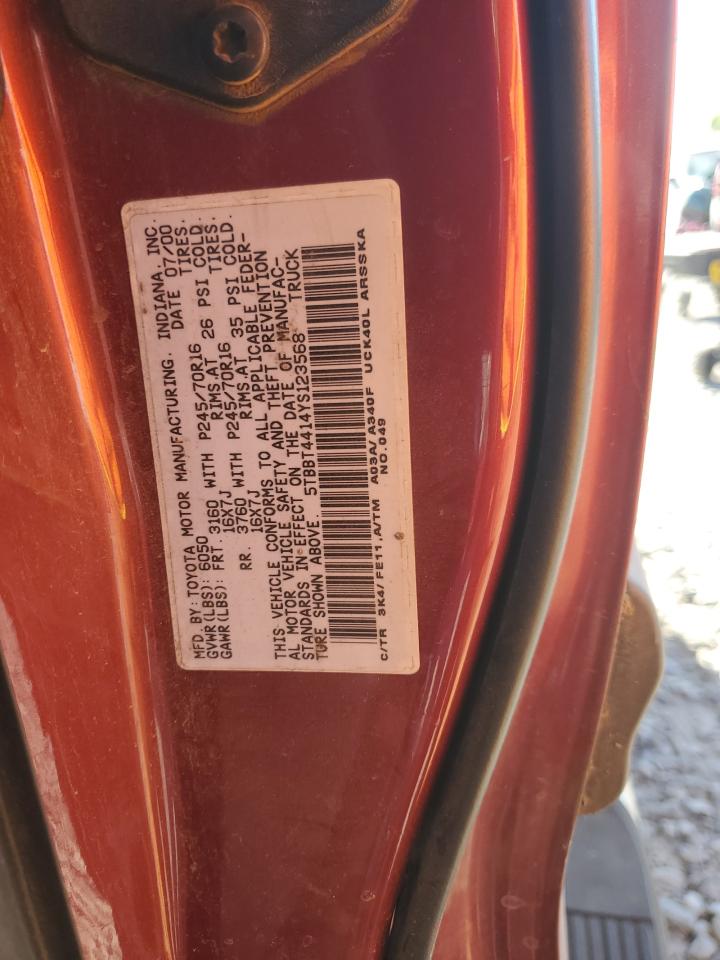 MFD BY: TOYOTA MOTOR MANUFACTURING, INDIANA, INC.
GVWR(LBS): 6050 DATE 07/00
GAWR(LBS): FRT. 3160 WITH P245/70R16 TIRES,
16X7J RIMS,AT 26 PSI COLD.
RR. 3760 WITH P245/70R16 TIRES,
16X7J RIMS,AT 35 PSI COLD.
THIS VEHICLE CONFORMS TO ALL APPLICABLE FEDER-
AL MOTOR VEHICLE SAFETY AND THEFT PREVENTION
STANDARDS IN EFFECT ON THE DATE OF MANUFAC-
TURE SHOWN ABOVE. 5TBBT4414YS123568 TRUCK
C/TR 3K4/ FE11,A/TM A03A/ A340F UCK40L ARSSKA
NO.049